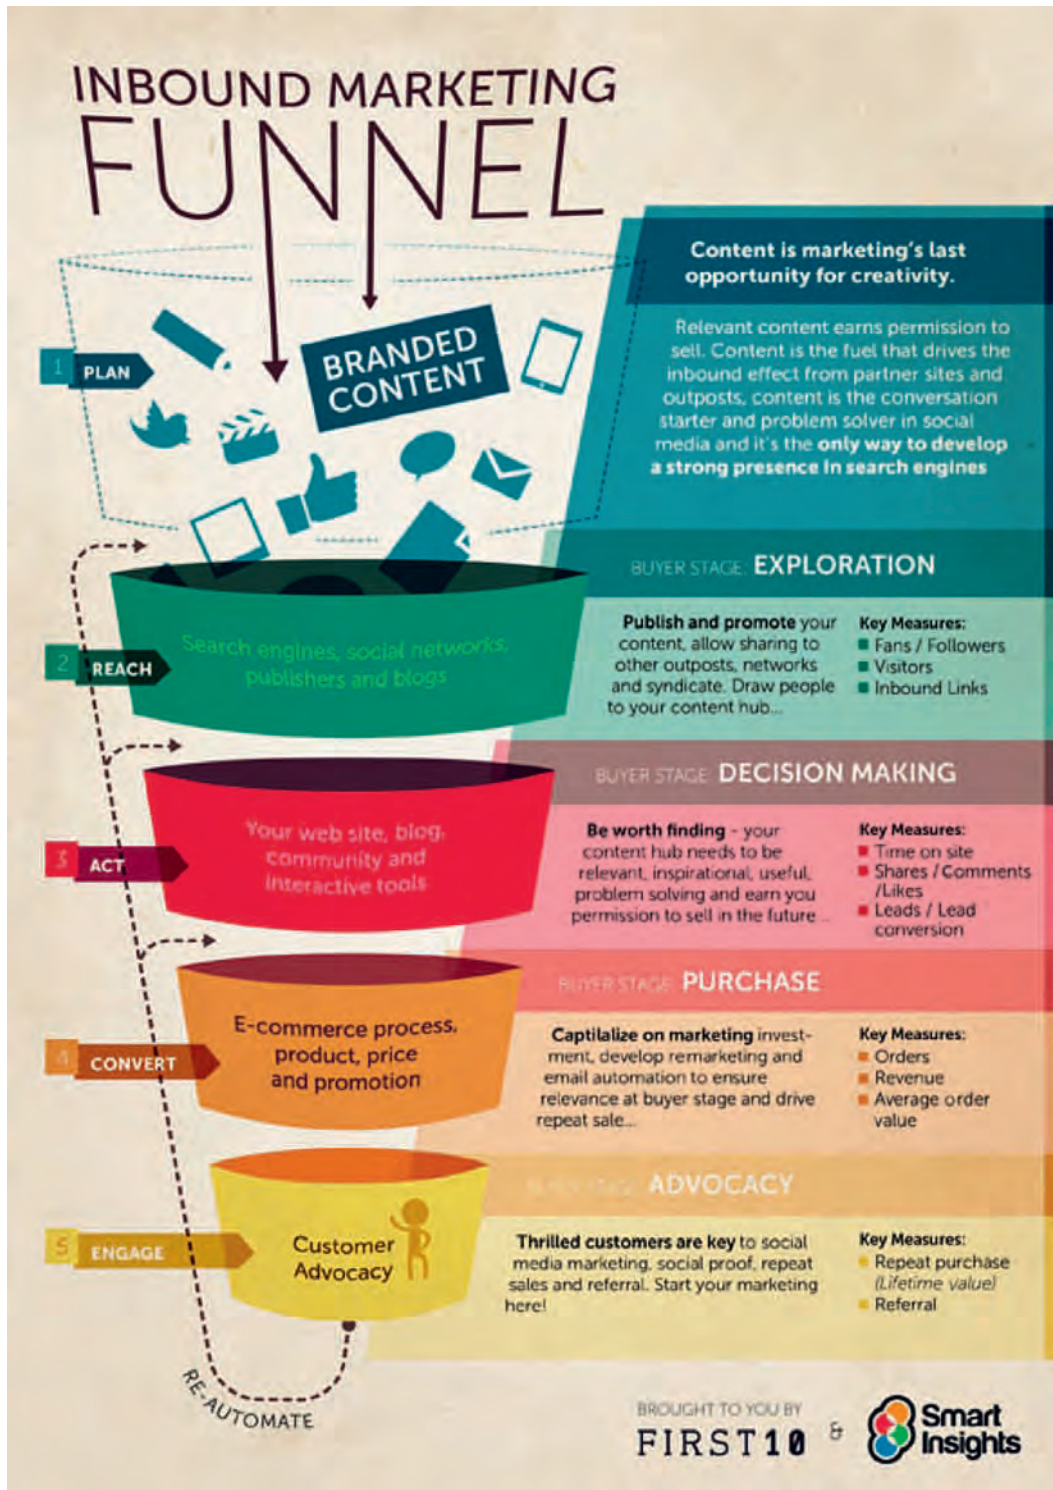 INBOUND MARKETING
FUNNEL
Content is marketing's last
opportunity for creativity.
Relevant content earns permission to
sell. Content is the fuel that drives the
inbound effect from partner sites and
outposts, content is the conversation
starter and problem solver in social
media and it's the only way to develop
a strong presence In search engines
1 PLAN
BRANDED
CONTENT
BUYER STAGE: EXPLORATION
2 REACH
Search engines, social networks,
publishers and blogs
Publish and promote your
content, allow sharing to
other outposts, networks
and syndicate. Draw people
to your content hub...
Key Measures:
Fans / Followers
Visitors
Inbound Links
BUYER STAGE: DECISION MAKING
3 ACT
Your web site, blog,
community and
interactive tools
Be worth finding - your
content hub needs to be
relevant, inspirational, useful,
problem solving and earn you
permission to sell in the future ...
Key Measures:
Time on site
Shares / Comments
/Likes
Leads / Lead
conversion
BUYER STAGE: PURCHASE
4 CONVERT
E-commerce process,
product, price
and promotion
Captilalize on marketing invest-
ment, develop remarketing and
email automation to ensure
relevance at buyer stage and drive
repeat sale...
Key Measures:
Orders
Revenue
Average order
value
BUYER STAGE: ADVOCACY
5 ENGAGE
Customer
Advocacy
Thrilled customers are key to social
media marketing, social proof, repeat
sales and referral. Start your marketing
here!
Key Measures:
Repeat purchase
(Lifetime value)
Referral
RE-AUTOMATE
BROUGHT TO YOU BY
FIRST10 & Smart
Insights